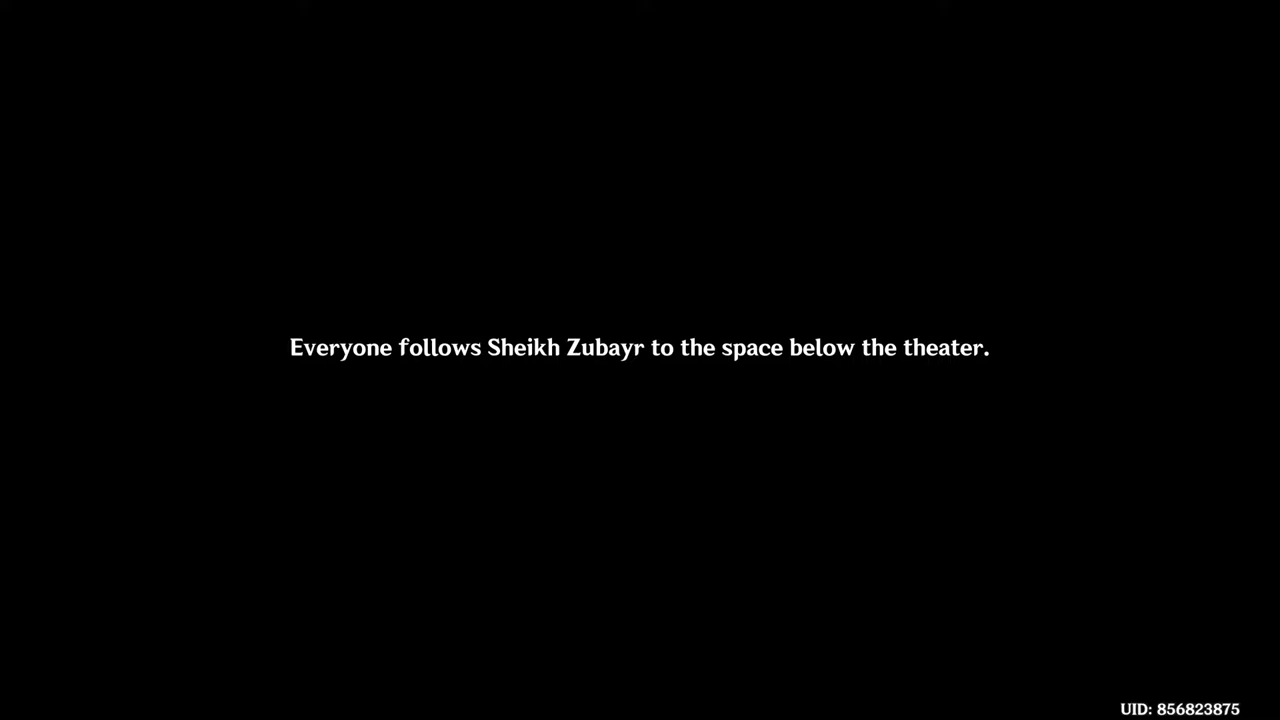 Everyone follows Sheikh Zubayr to the space below the theater.
UID: 856823875